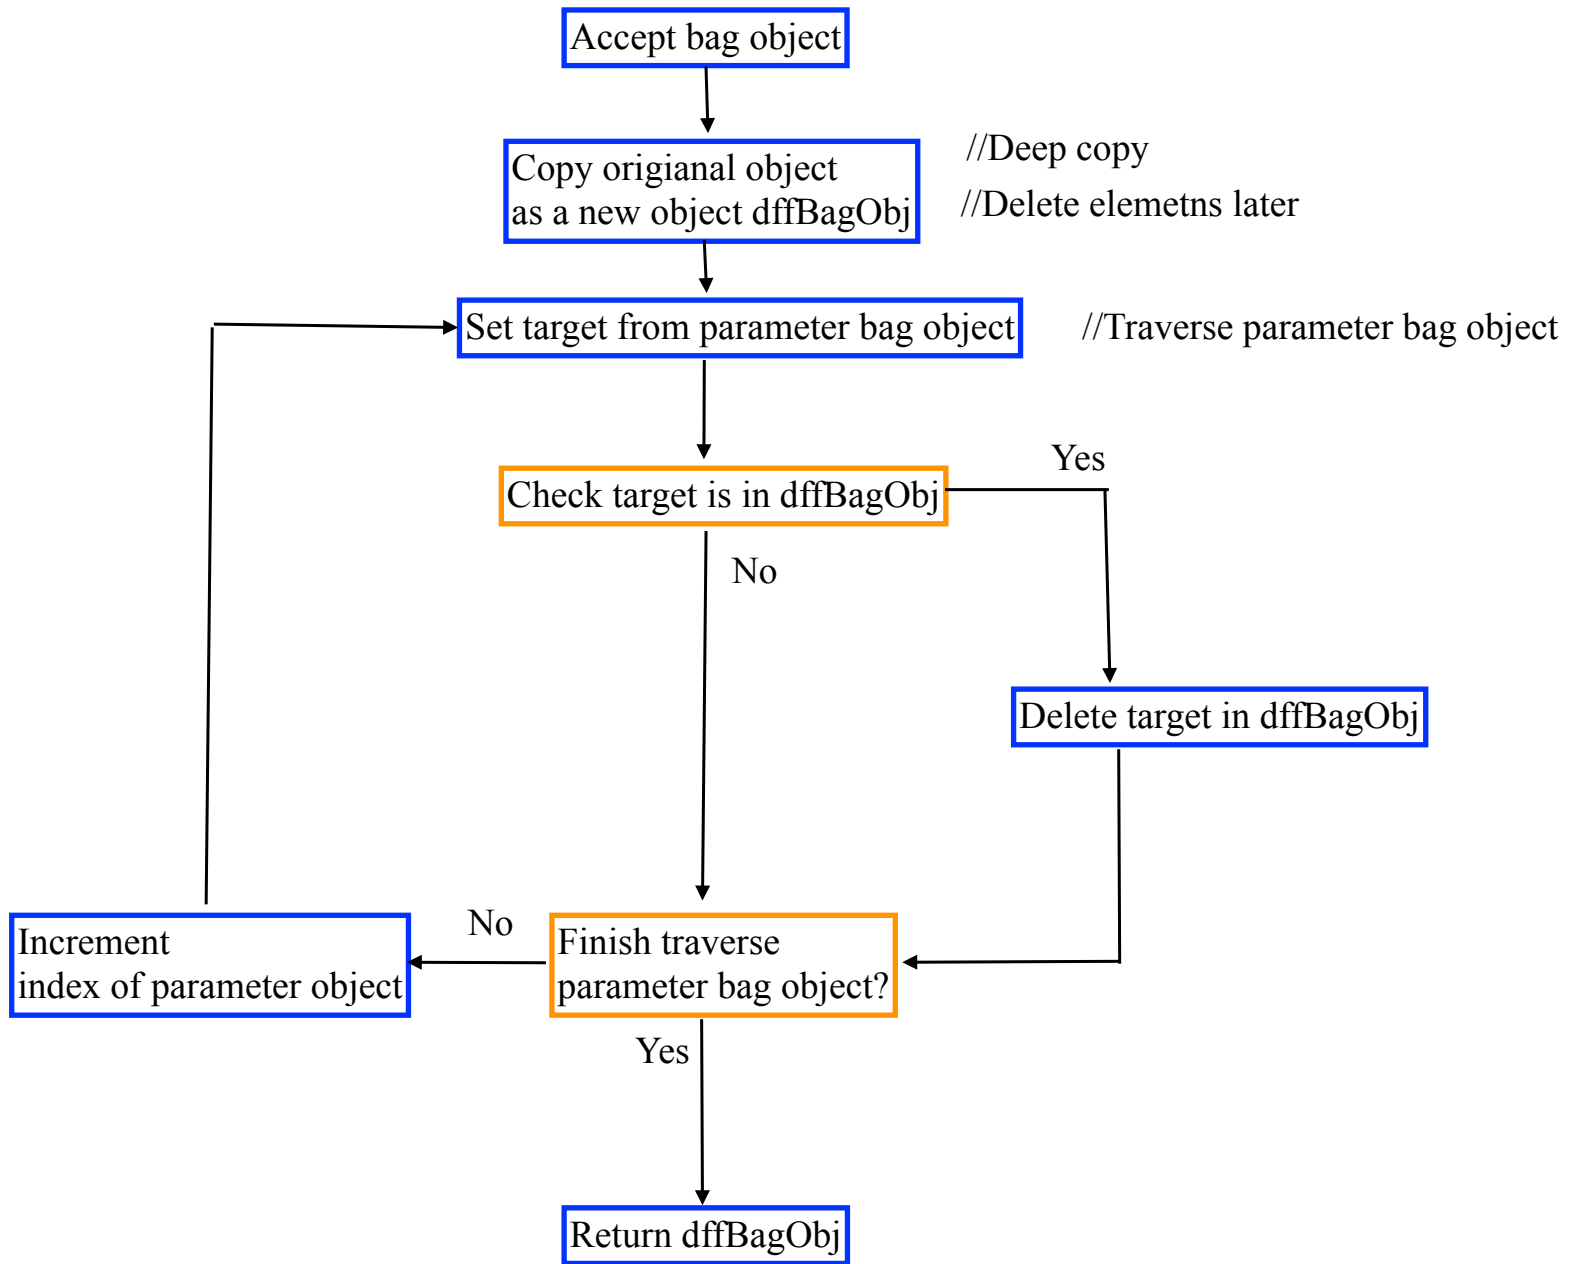 Accept bag object
Copy origianal object
as a new object dffBagObj
//Deep copy
//Delete elemetns later
Set target from parameter bag object
//Traverse parameter bag object
Check target is in dffBagObj
Yes
No
Delete target in dffBagObj
Increment
index of parameter object
No
Finish traverse
parameter bag object?
Yes
Return dffBagObj